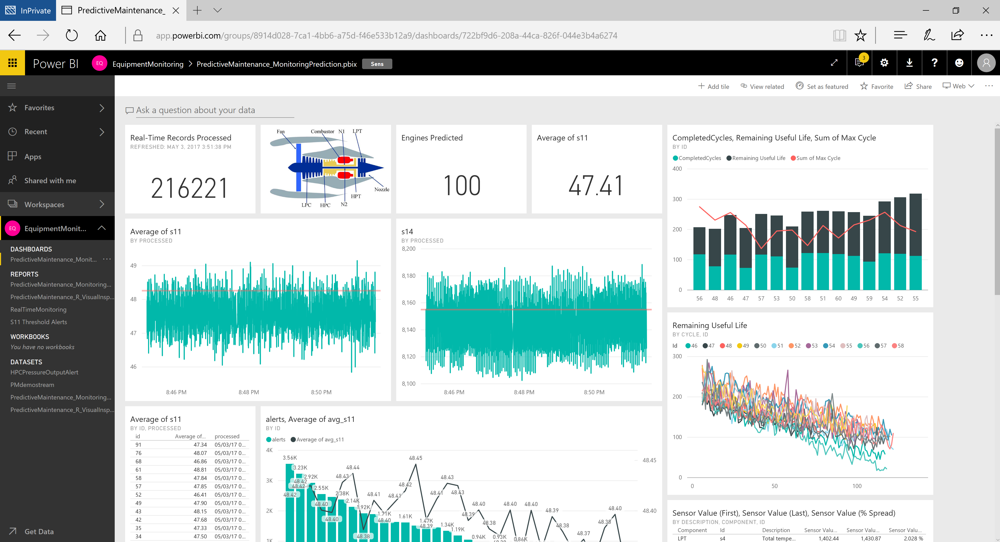 InPrivate
PredictiveMaintenance_
app.powerbi.com/groups/8914d028-7ca1-4bb6-a75d-f46e533b12a9/dashboards/722bf9d6-208a-44ca-826f-044e3b4a6274
Power BI
EQ
EquipmentMonitoring > PredictiveMaintenance_MonitoringPrediction.pbix
Sens
3
?
Add tile
View related
Set as featured
Favorite
Share
Web
Favorites
Recent
Apps
Shared with me
Workspaces
EQ
EquipmentMonit...
DASHBOARDS
PredictiveMaintenance_Monit...
REPORTS
PredictiveMaintenance_Monitoring...
PredictiveMaintenance_R_VisualInsp...
RealTimeMonitoring
S11 Threshold Alerts
WORKBOOKS
You have no workbooks
DATASETS
HPCPressureOutputAlert
PMdemostream
PredictiveMaintenance_Monitoring...
PredictiveMaintenance_R_VisualInsp...
Get Data
Ask a question about your data
Real-Time Records Processed
REFRESHED: MAY 3, 2017 3:51:38 PM
216221
Fan
Combustor N1 LPT
Nozzle
HPT
LPC HPC N2
Engines Predicted
100
Average of s11
47.41
CompletedCycles, Remaining Useful Life, Sum of Max Cycle
BY ID
CompletedCycles Remaining Useful Life Sum of Max Cycle
400
300
200
100
0
56 48 46 47 57 53 50 58 51 60 49 59 54 52 55
Average of s11
BY PROCESSED
49
48
47
46
8:46 PM 8:48 PM 8:50 PM
s14
BY PROCESSED
8,200
8,180
8,160
8,140
8,120
8,100
8:46 PM 8:48 PM 8:50 PM
Remaining Useful Life
BY CYCLE, ID
Id 46 47 48 49 50 51 52 53 54 55 56 57 58
300
200
100
0
0 50 100
Average of s11
BY ID, PROCESSED
id Average of... processed
91 47.34 05/03/17 0...
76 48.07 05/03/17 0...
68 46.86 05/03/17 0...
61 48.81 05/03/17 0...
58 47.84 05/03/17 0...
57 47.85 05/03/17 0...
52 46.41 05/03/17 0...
49 47.90 05/03/17 0...
43 48.15 05/03/17 0...
42 47.68 05/03/17 0...
35 47.33 05/03/17 0...
34 47.50 05/03/17 0...
alerts, Average of avg_s11
BY ID
alerts Average of avg_s11
4K
3K
2K
1K
48.45
48.40
3.56K
3.23K
2.92K
2.55K
2.38K
2.14K
1.92K
1.71K
1.61K
1.47K
1.34K
1.19K
0.94K
0.93K
0.86K
48.42
48.42
48.42
48.40
48.40
48.43
48.44
48.38
48.41
48.40
48.41
48.42
48.45
48.39
48.41
48.43
48.43
48.39
48.40
48.38
48.40
48.40
48.39
48.38
48.37
48.38
48.40
Sensor Value (First), Sensor Value (Last), Sensor Value (% Spread)
BY DESCRIPTION, COMPONENT, ID
Component Id Description Sensor Valu... Sensor Valu... Sensor Valu...
LPT s4 Total tempe... 1,402.44 1,430.87 2.028 %